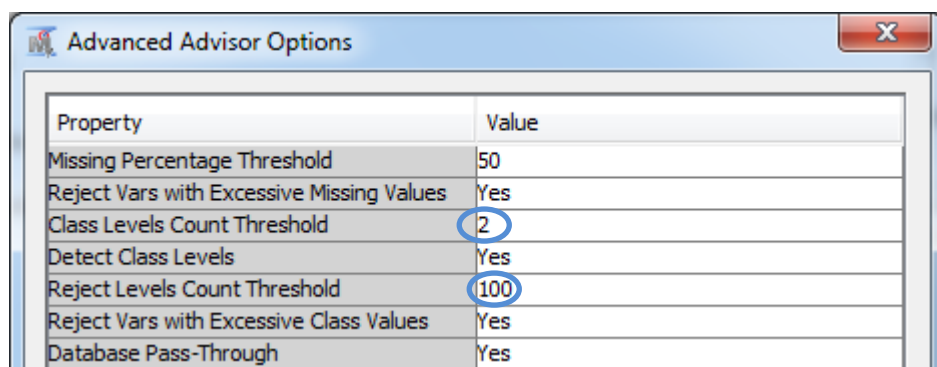 Advanced Advisor Options
Property Value
Missing Percentage Threshold 50
Reject Vars with Excessive Missing Values Yes
Class Levels Count Threshold 2
Detect Class Levels Yes
Reject Levels Count Threshold 100
Reject Vars with Excessive Class Values Yes
Database Pass-Through Yes